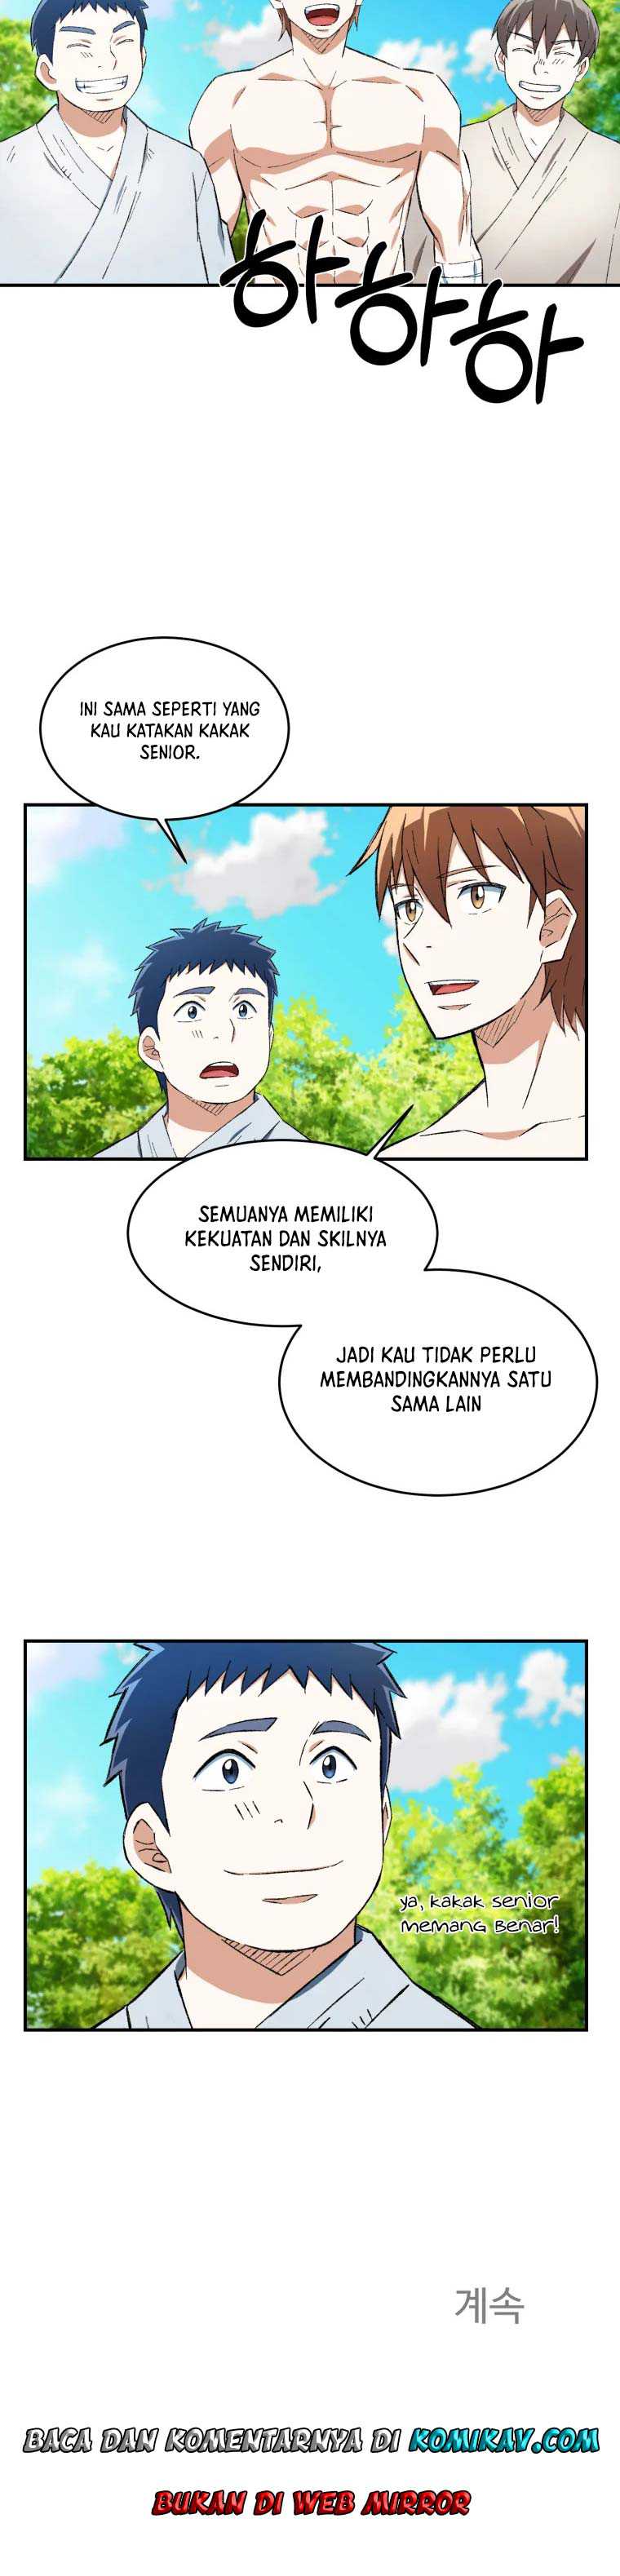 하하하
INI SAMA SEPERTI YANG
KAU KATAKAN KAKAK
SENIOR.
SEMUANYA MEMILIKI
KEKUATAN DAN SKILNYA
SENDIRI,
JADI KAU TIDAK PERLU
MEMBANDINGKANNYA SATU
SAMA LAIN
ya, kakak senior
memang benar!
계속
BACA DAN KOMENTARNYA DI KOMIKAV.COM
BUKAN DI WEB MIRROR